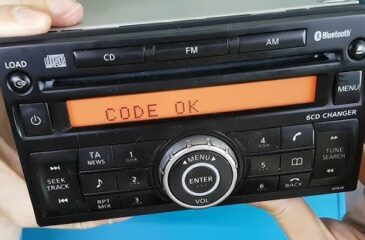 LOAD
CD
FM
AM
Bluetooth
CODE OK
MENU
6CD CHANGER
TA
NEWS
1
MENU
4
SEEK
TRACK
♪
2
ENTER
5
TUNE
SEARCH
RPT
MIX
3
VOL
6
BACK